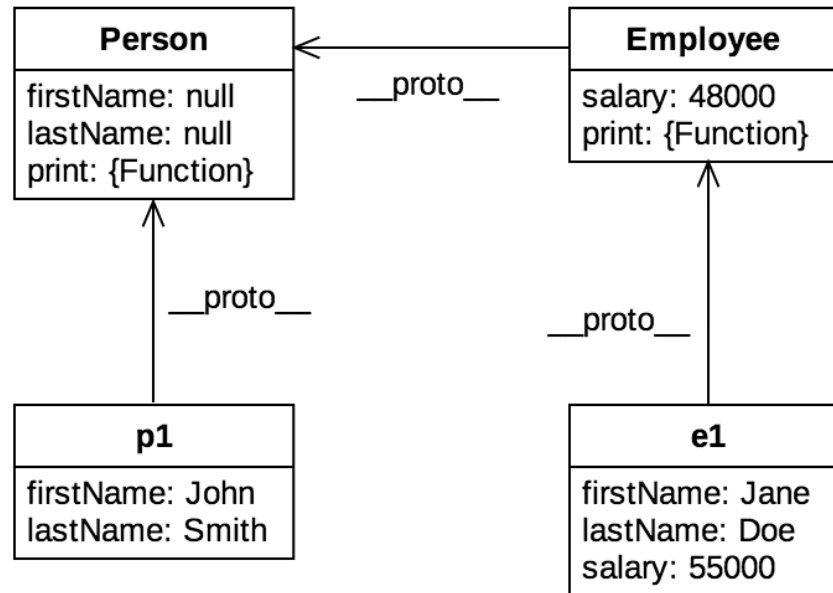 Person
firstName: null
lastName: null
print: {Function}
__proto__
Employee
salary: 48000
print: {Function}
__proto__
__proto__
p1
firstName: John
lastName: Smith
e1
firstName: Jane
lastName: Doe
salary: 55000